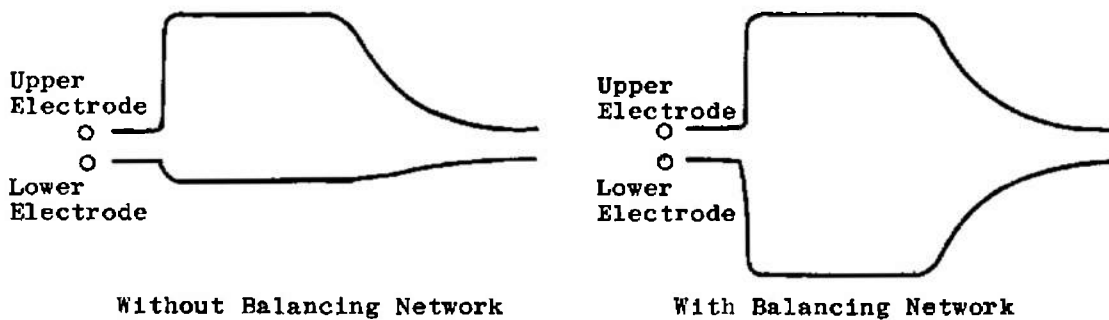 Upper
Electrode
Lower
Electrode
Without Balancing Network
Upper
Electrode
Lower
Electrode
With Balancing Network